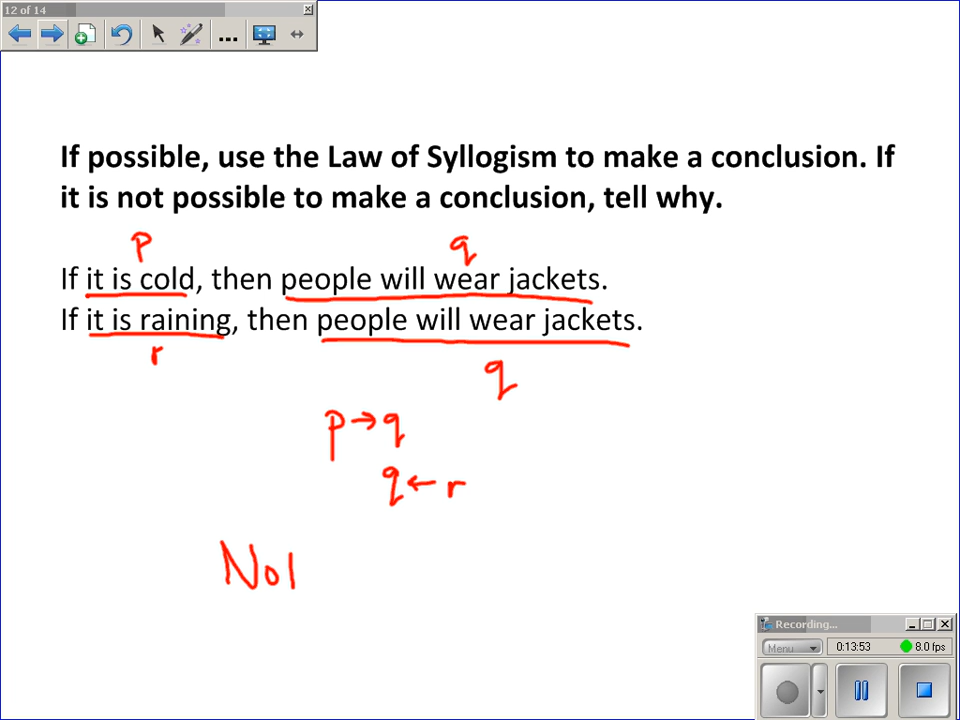 12 of 14
...
If possible, use the Law of Syllogism to make a conclusion. If
it is not possible to make a conclusion, tell why.
p q
If it is cold, then people will wear jackets.
If it is raining, then people will wear jackets.
r q
p→q
q←r
Recording...
Menu 0:13:53 8.0 fps